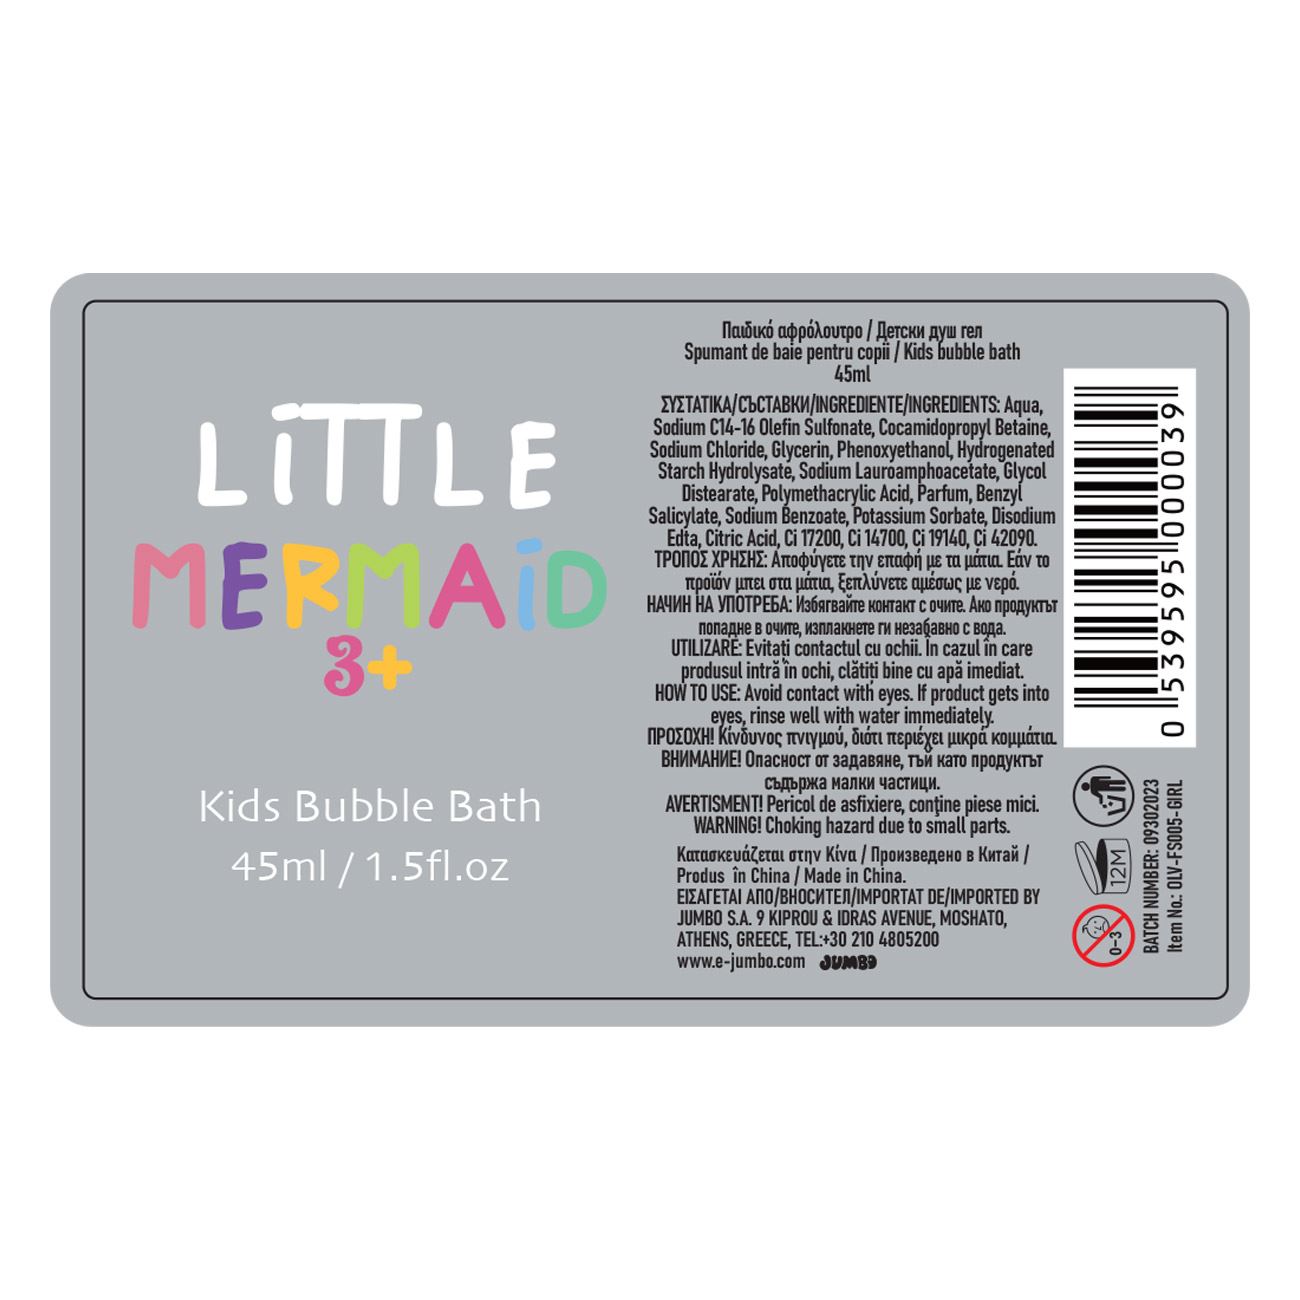 LiTTLE
MERMAiD
3+
Kids Bubble Bath
45ml / 1.5fl.oz
Παιδικό αφρόλουτρο / Детски душ гел
Spumant de baie pentru copii / Kids bubble bath
45ml
ΣΥΣΤΑΤΙΚΑ/СЪСТАВКИ/INGREDIENTE/INGREDIENTS: Aqua,
Sodium C14-16 Olefin Sulfonate, Cocamidopropyl Betaine,
Sodium Chloride, Glycerin, Phenoxyethanol, Hydrogenated
Starch Hydrolysate, Sodium Lauroamphoacetate, Glycol
Distearate, Polymethacrylic Acid, Parfum, Benzyl
Salicylate, Sodium Benzoate, Potassium Sorbate, Disodium
Edta, Citric Acid, Ci 17200, Ci 14700, Ci 19140, Ci 42090.
ΤΡΟΠΟΣ ΧΡΗΣΗΣ: Αποφύγετε την επαφή με τα μάτια. Εάν το
προϊόν μπει στα μάτια, ξεπλύνετε αμέσως με νερό.
НАЧИН НА УПОТРЕБА: Избягвайте контакт с очите. Ако продуктът
попадне в очите, изплакнете ги незабавно с вода.
UTILIZARE: Evitați contactul cu ochii. În cazul în care
produsul intră în ochi, clătiți bine cu apă imediat.
HOW TO USE: Avoid contact with eyes. If product gets into
eyes, rinse well with water immediately.
ΠΡΟΣΟΧΗ! Κίνδυνος πνιγμού, διότι περιέχει μικρά κομμάτια.
ВНИМАНИЕ! Опасност от задавяне, тъй като продуктът
съдържа малки частици.
AVERTISMENT! Pericol de asfixiere, conţine piese mici.
WARNING! Choking hazard due to small parts.
Κατασκευάζεται στην Κίνα / Произведено в Китай /
Produs în China / Made in China.
ΕΙΣΑΓΕΤΑΙ ΑΠΟ/ВНОСИТЕЛ/IMPORTAT DE/IMPORTED BY
JUMBO S.A. 9 KIPROU & IDRAS AVENUE, MOSHATO,
ATHENS, GREECE, TEL:+30 210 4805200
www.e-jumbo.com JUMBO
0 539595 000039
12M
0-3
BATCH NUMBER: 09302023
Item No.: OLV-FS005-GIRL